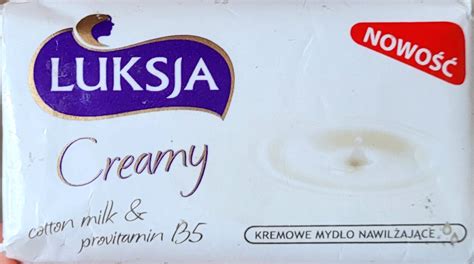 LUKSJA
NOWOŚĆ
Creamy
cotton milk &
provitamin B5
KREMOWE MYDŁO NAWILŻAJĄCE